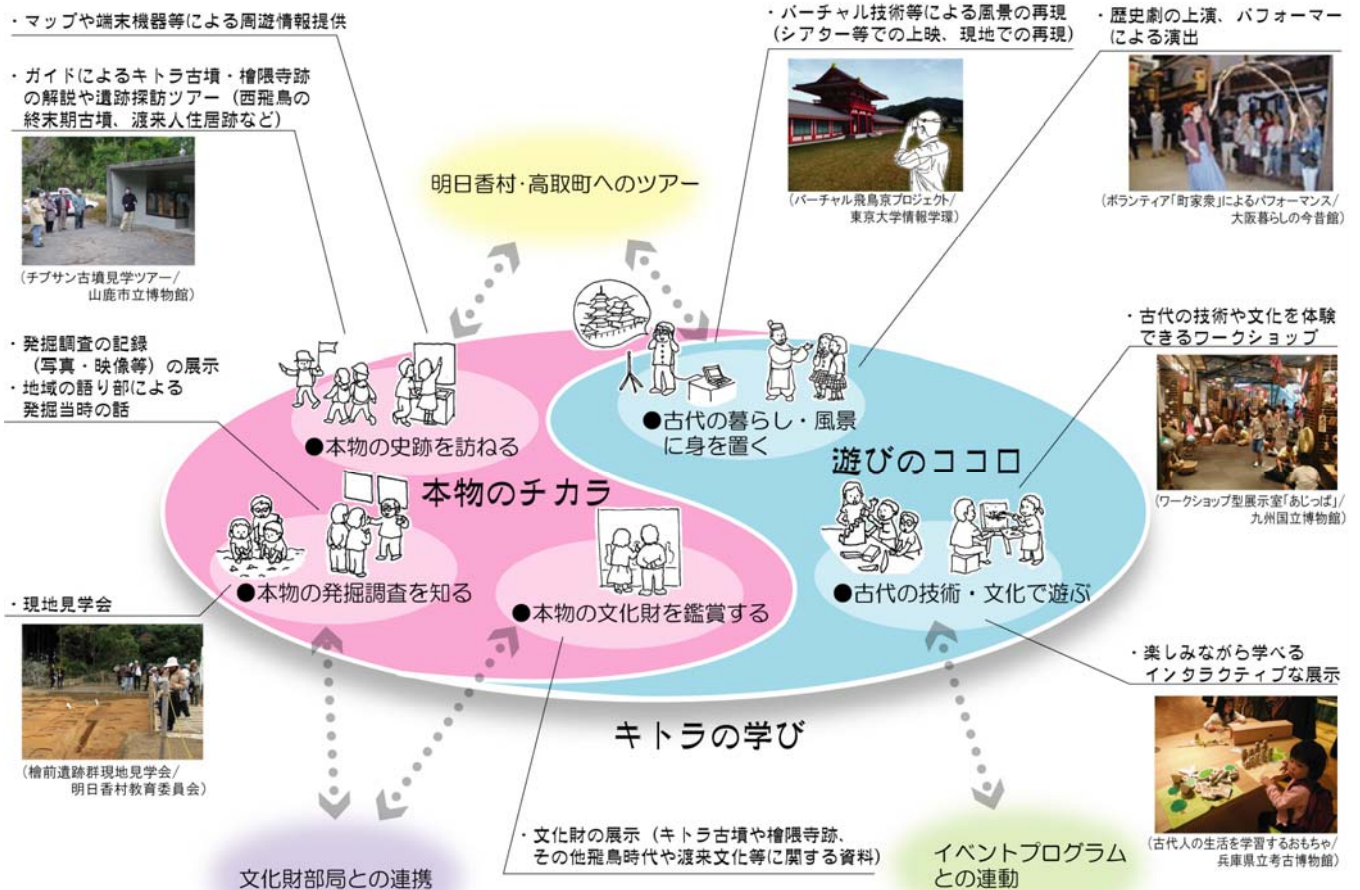 ・マップや端末機器等による周遊情報提供
・ガイドによるキトラ古墳・檜隈寺跡
の解説や遺跡探訪ツアー（西飛鳥の
終末期古墳、渡来人住居跡など）
（チブサン古墳見学ツアー/
山鹿市立博物館）
・バーチャル技術等による風景の再現
（シアター等での上映、現地での再現）
（バーチャル飛鳥京プロジェクト/
東京大学情報学環）
・歴史劇の上演、パフォーマー
による演出
（ボランティア「町家衆」によるパフォーマンス/
大阪暮らしの今昔館）
明日香村・高取町へのツアー
・発掘調査の記録
（写真・映像等）の展示
・地域の語り部による
発掘当時の話
・古代の技術や文化を体験
できるワークショップ
（ワークショップ型展示室「あじっぱ」/
九州国立博物館）
●本物の史跡を訪ねる
●古代の暮らし・風景
に身を置く
本物のチカラ
遊びのココロ
●本物の発掘調査を知る
●本物の文化財を鑑賞する
●古代の技術・文化で遊ぶ
・現地見学会
（檜前遺跡群現地見学会/
明日香村教育委員会）
・楽しみながら学べる
インタラクティブな展示
（古代人の生活を学習するおもちゃ/
兵庫県立考古博物館）
キトラの学び
・文化財の展示（キトラ古墳や檜隈寺跡、
その他飛鳥時代や渡来文化等に関する資料）
文化財部局との連携
イベントプログラム
との連動